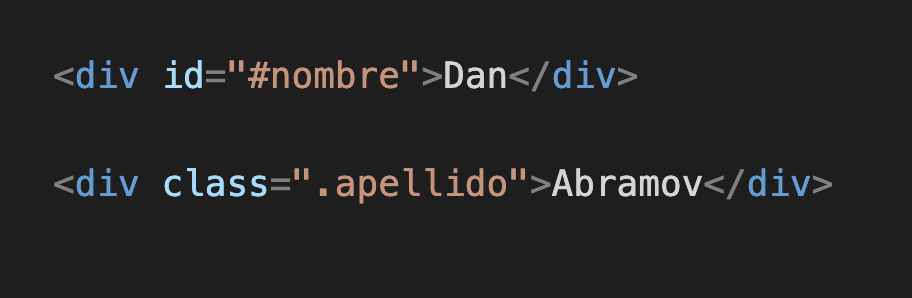 <div id="#nombre">Dan</div>
<div class=".apellido">Abramov</div>